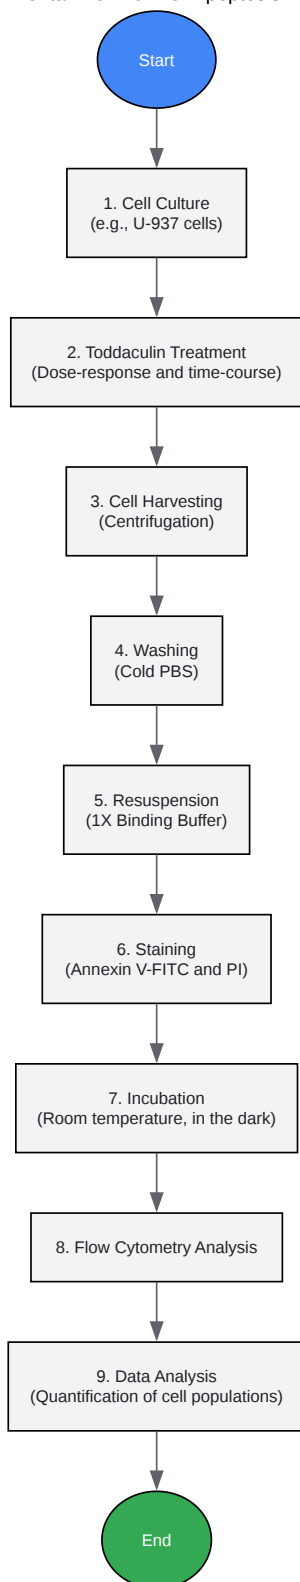 Start
1. Cell Culture
(e.g., U-937 cells)
2. Toddaculin Treatment
(Dose-response and time-course)
3. Cell Harvesting
(Centrifugation)
4. Washing
(Cold PBS)
5. Resuspension
(1X Binding Buffer)
6. Staining
(Annexin V-FITC and PI)
7. Incubation
(Room temperature, in the dark)
8. Flow Cytometry Analysis
9. Data Analysis
(Quantification of cell populations)
End